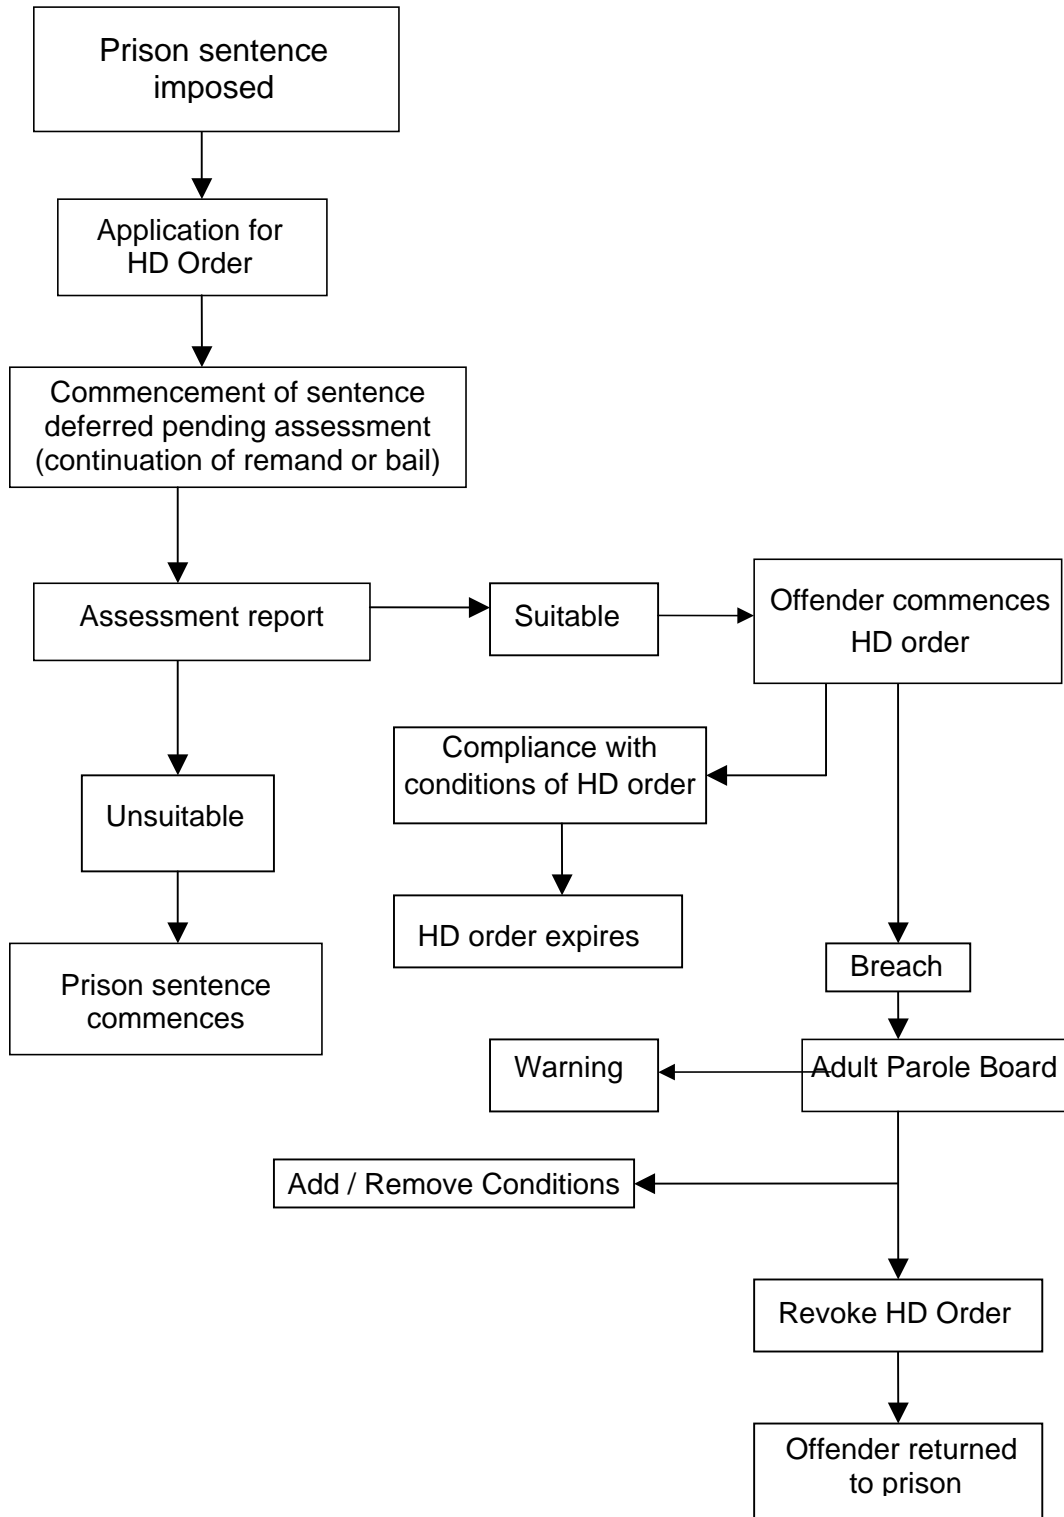 Prison sentence
imposed
Application for
HD Order
Commencement of sentence
deferred pending assessment
(continuation of remand or bail)
Assessment report
Suitable
Offender commences
HD order
Compliance with
conditions of HD order
Unsuitable
HD order expires
Prison sentence
commences
Breach
Warning
Adult Parole Board
Add / Remove Conditions
Revoke HD Order
Offender returned
to prison